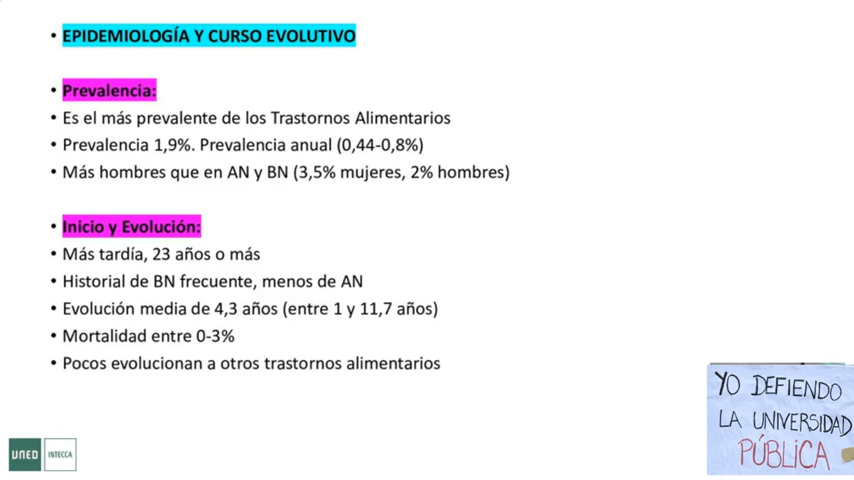 • EPIDEMIOLOGÍA Y CURSO EVOLUTIVO
• Prevalencia:
• Es el más prevalente de los Trastornos Alimentarios
• Prevalencia 1,9%. Prevalencia anual (0,44-0,8%)
• Más hombres que en AN y BN (3,5% mujeres, 2% hombres)
• Inicio y Evolución:
• Más tardía, 23 años o más
• Historial de BN frecuente, menos de AN
• Evolución media de 4,3 años (entre 1 y 11,7 años)
• Mortalidad entre 0-3%
• Pocos evolucionan a otros trastornos alimentarios
YO DEFIENDO
LA UNIVERSIDAD
PÚBLICA
UNED INTECCA